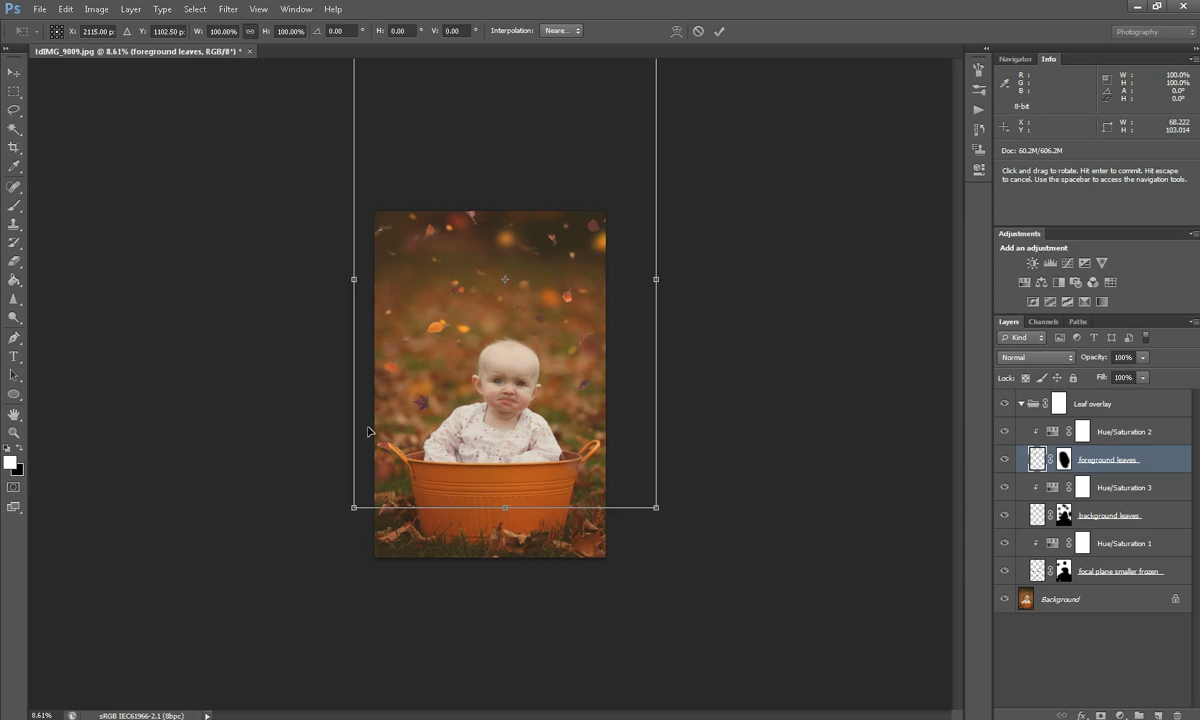 Ps File Edit Image Layer Type Select Filter View Window Help
X: 2115.00 p: Y: 1102.50 p: W: 100.00% H: 100.00% 0.00 ° H: 0.00 ° V: 0.00 ° Interpolation: Neare... Photography
tdIMG_9009.jpg @ 8.61% (foreground leaves, RGB/8*) * ×
Navigator Info
R :
G :
B :
8-bit
W : 100.0%
H : 100.0%
A : 0.0°
H : 0.0°
X :
Y :
W : 68.222
H : 103.014
Doc: 60.2M/606.2M
Click and drag to rotate. Hit enter to commit. Hit escape
to cancel. Use the spacebar to access the navigation tools.
Adjustments
Add an adjustment
Layers Channels Paths
Kind
Normal Opacity: 100%
Lock: Fill: 100%
Leaf overlay
Hue/Saturation 2
foreground leaves
Hue/Saturation 3
background leaves
Hue/Saturation 1
focal plane smaller frozen
Background
8.61% sRGB IEC61966-2.1 (8bpc)